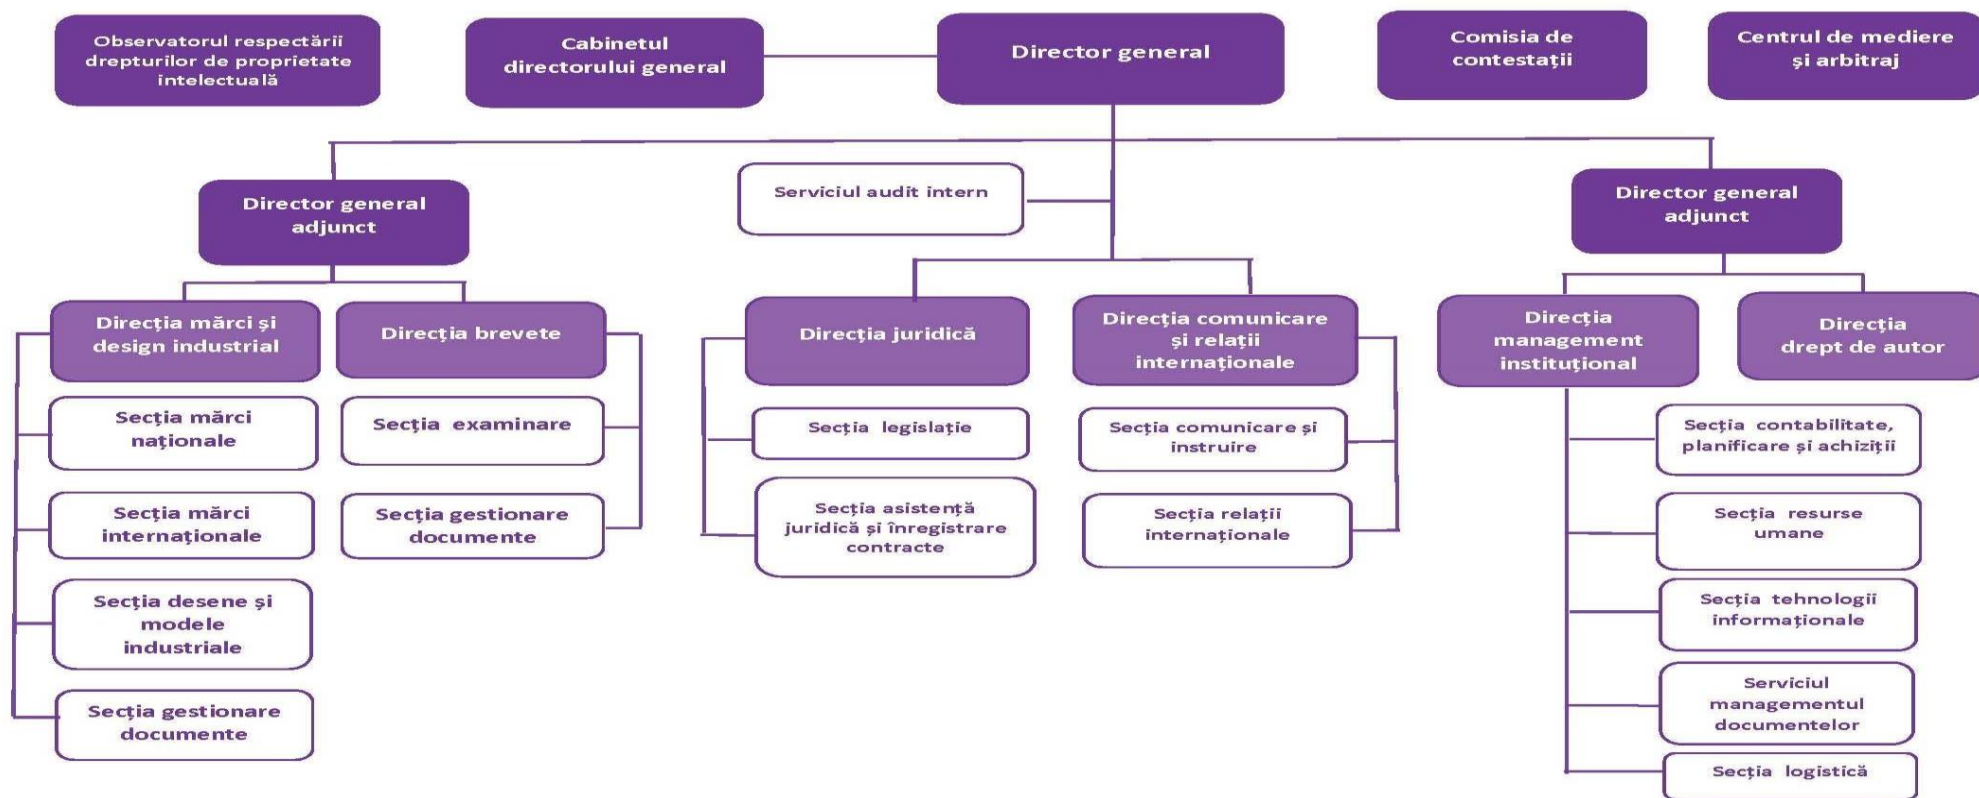 Observatorul respectării
drepturilor de proprietate
intelectuală
Cabinetul
directorului general
Director general
Comisia de
contestații
Centrul de mediere
și arbitraj
Serviciul audit intern
Director general
adjunct
Director general
adjunct
Direcția mărci și
design industrial
Direcția brevete
Direcția juridică
Direcția comunicare
și relații
internaționale
Direcția
management
instituțional
Direcția
drept de autor
Secția mărci
naționale
Secția mărci
internaționale
Secția desene și
modele
industriale
Secția gestionare
documente
Secția examinare
Secția gestionare
documente
Secția legislație
Secția asistență
juridică și înregistrare
contracte
Secția comunicare și
instruire
Secția relații
internaționale
Secția contabilitate,
planificare și achiziții
Secția resurse
umane
Secția tehnologii
informaționale
Serviciul
managementul
documentelor
Secția logistică